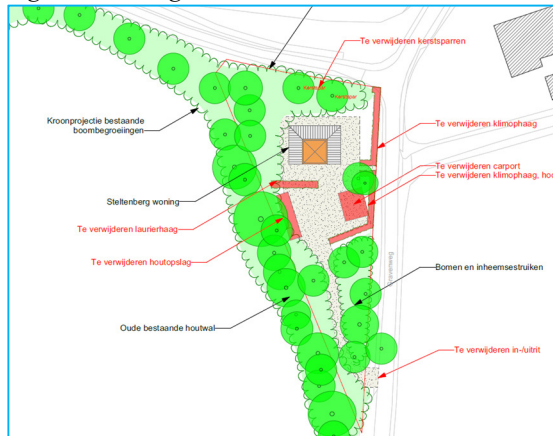 Te verwijderen kerstsparren
Kroonprojectie bestaande
boombegroeiingen
Te verwijderen klimophaag
Te verwijderen carport
Te verwijderen klimophaag, hou
Steltenberg woning
Te verwijderen laurierhaag
Te verwijderen houtopslag
Bomen en inheemsestruiken
Oude bestaande houtwal
Te verwijderen in-/uitrit